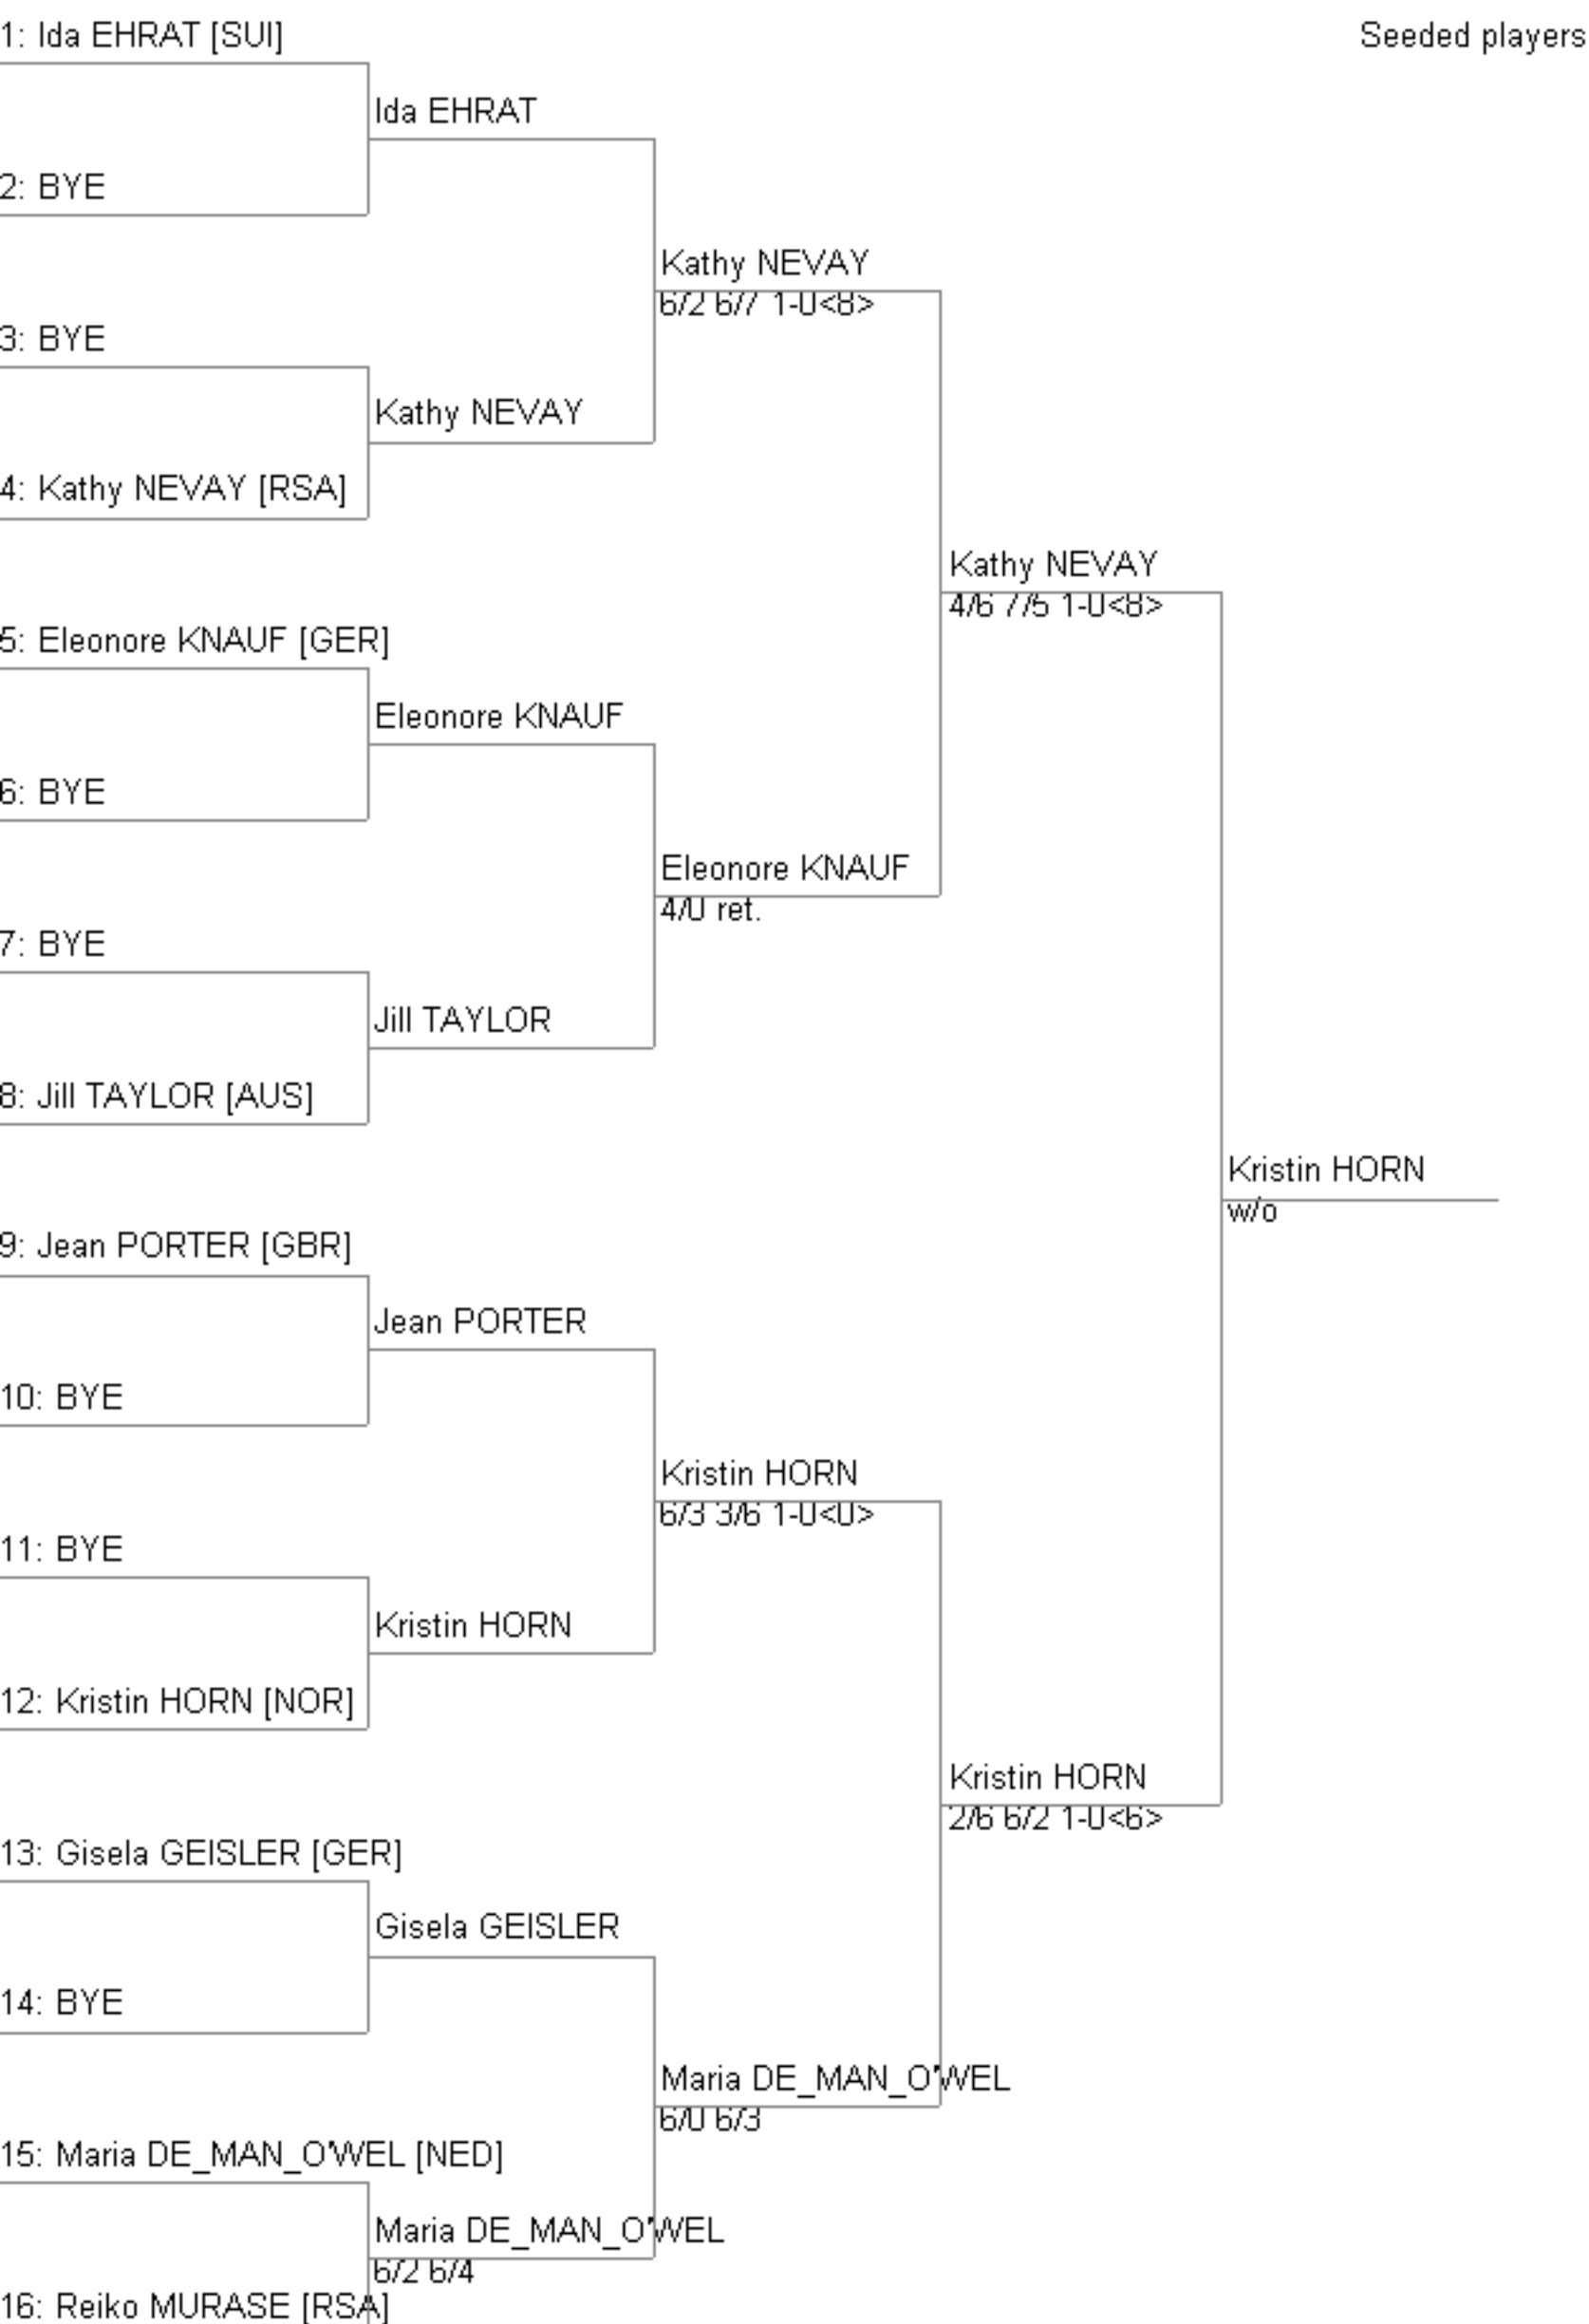 1: Ida EHRAT [SUI]
Seeded players
Ida EHRAT
2: BYE
Kathy NEVAY
6/2 6/7 1-0<8>
3: BYE
Kathy NEVAY
4: Kathy NEVAY [RSA]
Kathy NEVAY
4/6 7/5 1-0<8>
5: Eleonore KNAUF [GER]
Eleonore KNAUF
6: BYE
Eleonore KNAUF
4/0 ret.
7: BYE
Jill TAYLOR
8: Jill TAYLOR [AUS]
Kristin HORN
w/o
9: Jean PORTER [GBR]
Jean PORTER
10: BYE
Kristin HORN
6/3 3/6 1-0<0>
11: BYE
Kristin HORN
12: Kristin HORN [NOR]
Kristin HORN
2/6 6/2 1-0<6>
13: Gisela GEISLER [GER]
Gisela GEISLER
14: BYE
Maria DE_MAN_O'WEL
6/0 6/3
15: Maria DE_MAN_O'WEL [NED]
Maria DE_MAN_O'WEL
6/2 6/4
16: Reiko MURASE [RSA]